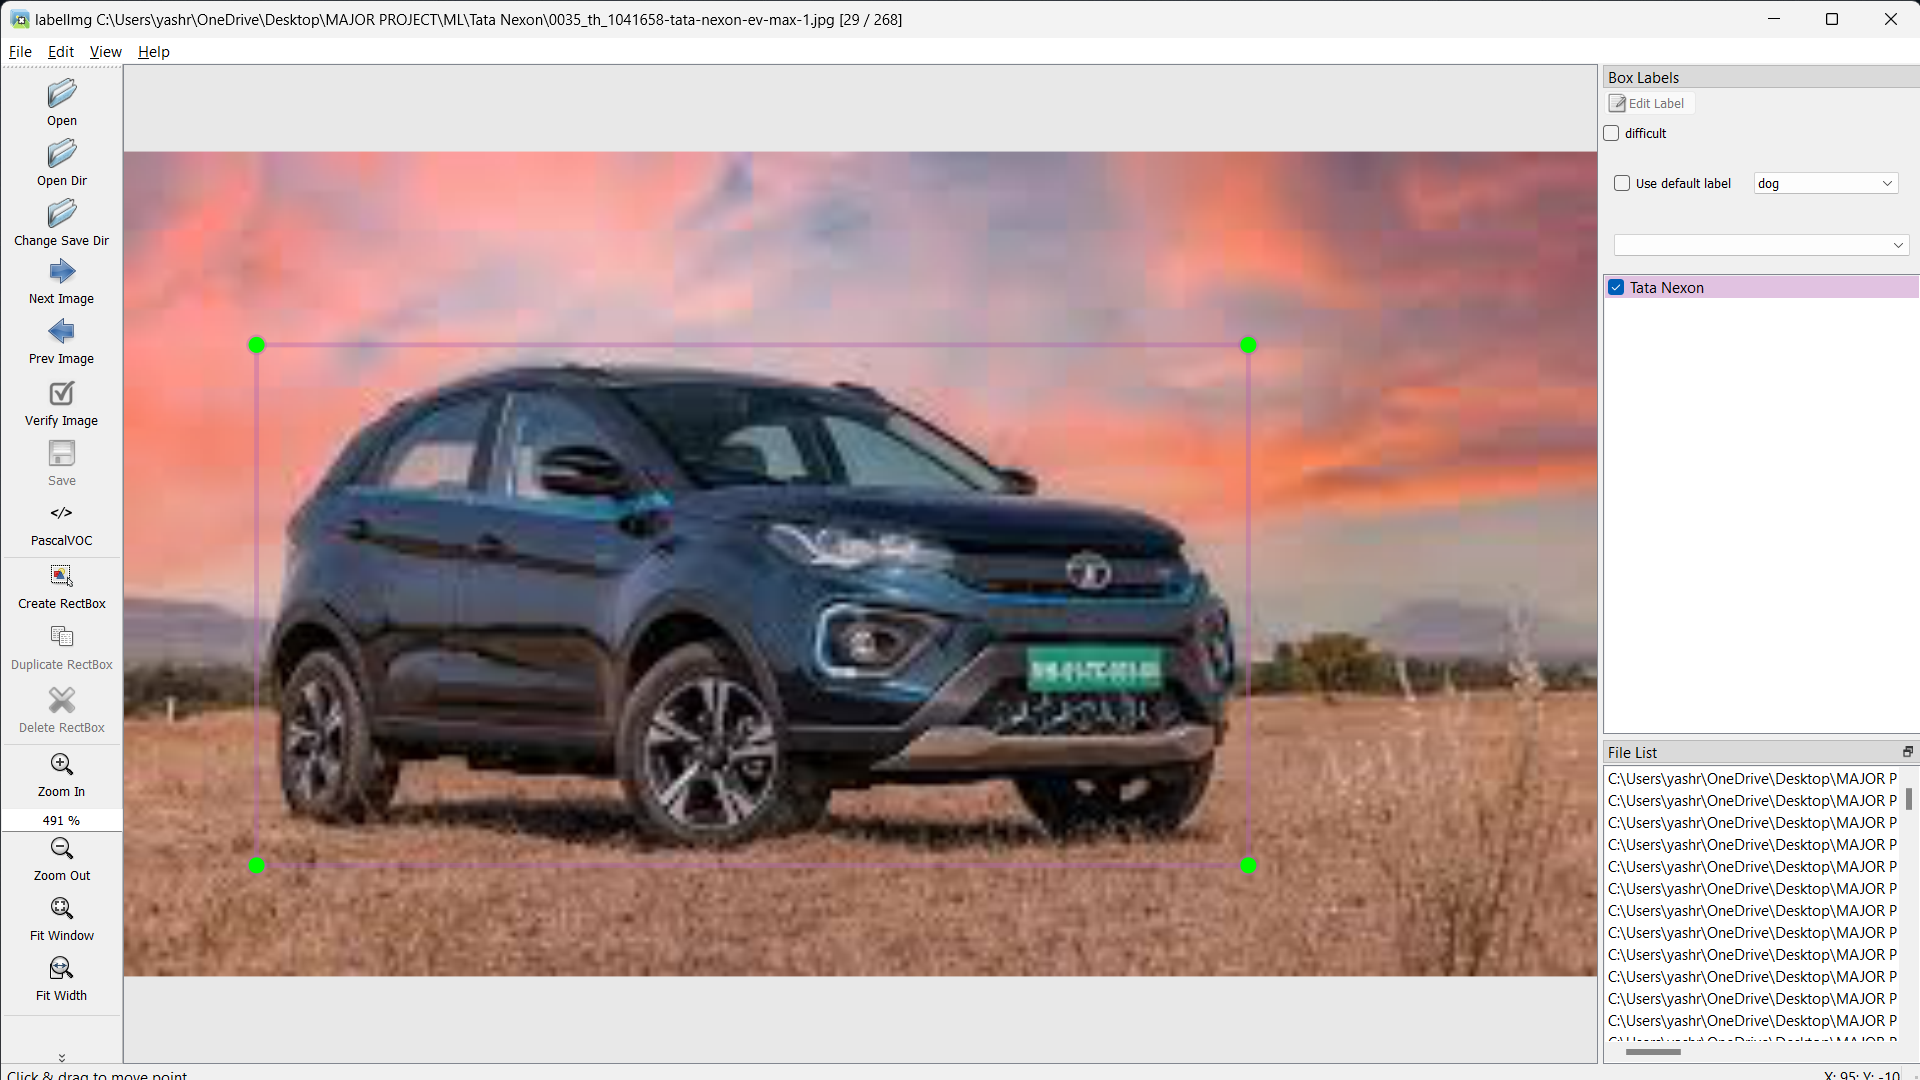 labelImg C:\Users\yashr\OneDrive\Desktop\MAJOR PROJECT\ML\Tata Nexon\0035_th_1041658-tata-nexon-ev-max-1.jpg [29 / 268]
File Edit View Help
Open
Open Dir
Change Save Dir
Next Image
Prev Image
Verify Image
Save
</>
PascalVOC
Create RectBox
Duplicate RectBox
Delete RectBox
Zoom In
491 %
Zoom Out
Fit Window
Fit Width
Box Labels
Edit Label
difficult
Use default label dog
Tata Nexon
File List
C:\Users\yashr\OneDrive\Desktop\MAJOR P
C:\Users\yashr\OneDrive\Desktop\MAJOR P
C:\Users\yashr\OneDrive\Desktop\MAJOR P
C:\Users\yashr\OneDrive\Desktop\MAJOR P
C:\Users\yashr\OneDrive\Desktop\MAJOR P
C:\Users\yashr\OneDrive\Desktop\MAJOR P
C:\Users\yashr\OneDrive\Desktop\MAJOR P
C:\Users\yashr\OneDrive\Desktop\MAJOR P
C:\Users\yashr\OneDrive\Desktop\MAJOR P
C:\Users\yashr\OneDrive\Desktop\MAJOR P
C:\Users\yashr\OneDrive\Desktop\MAJOR P
C:\Users\yashr\OneDrive\Desktop\MAJOR P
Click & drag to move point
X: 95; Y: -10